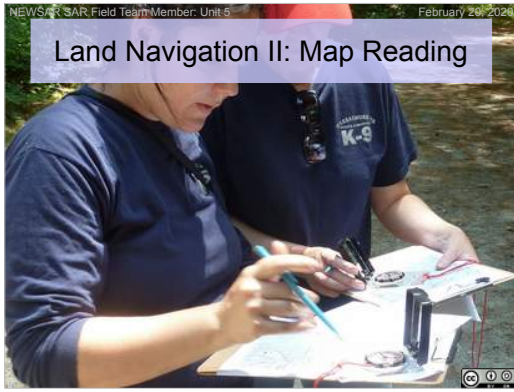 NEWSAR SAR Field Team Member: Unit 5
February 29, 2020
Land Navigation II: Map Reading
K-9